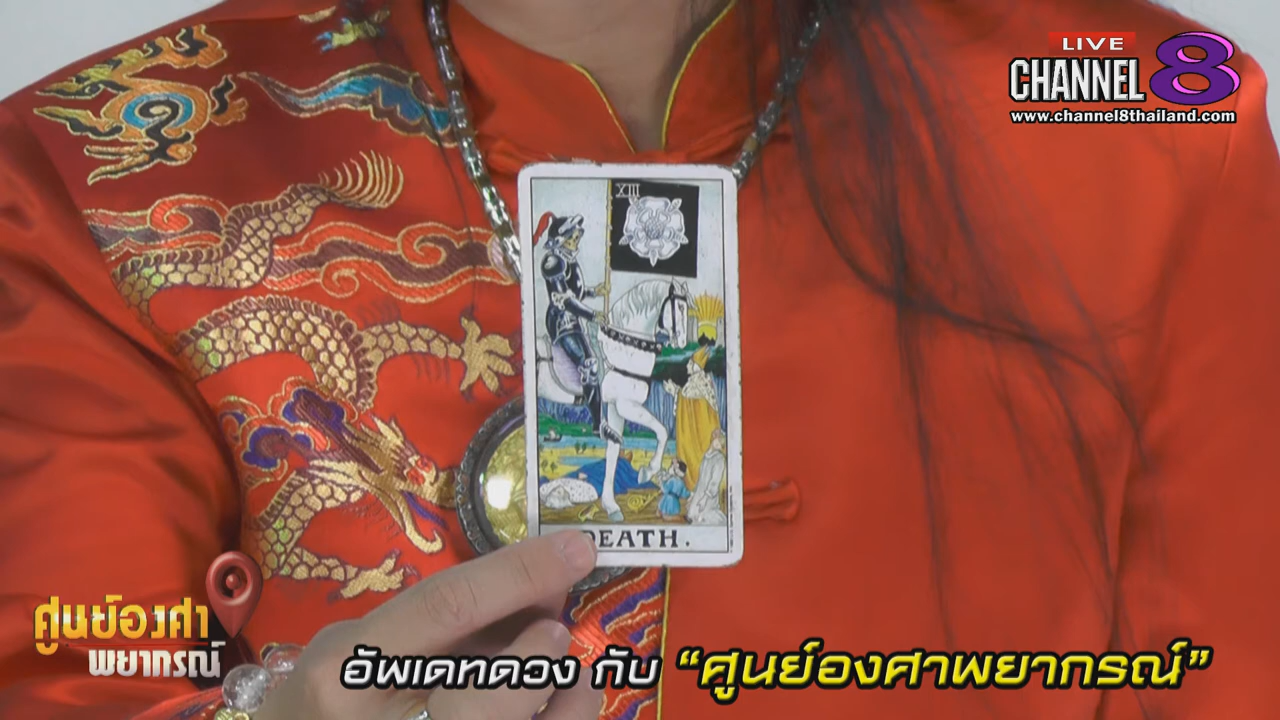 LIVE
CHANNEL 8
www.channel8thailand.com
XIII
DEATH.
ศูนย์องศา
พยากรณ์
อัพเดทดวง กับ “ศูนย์องศาพยากรณ์”